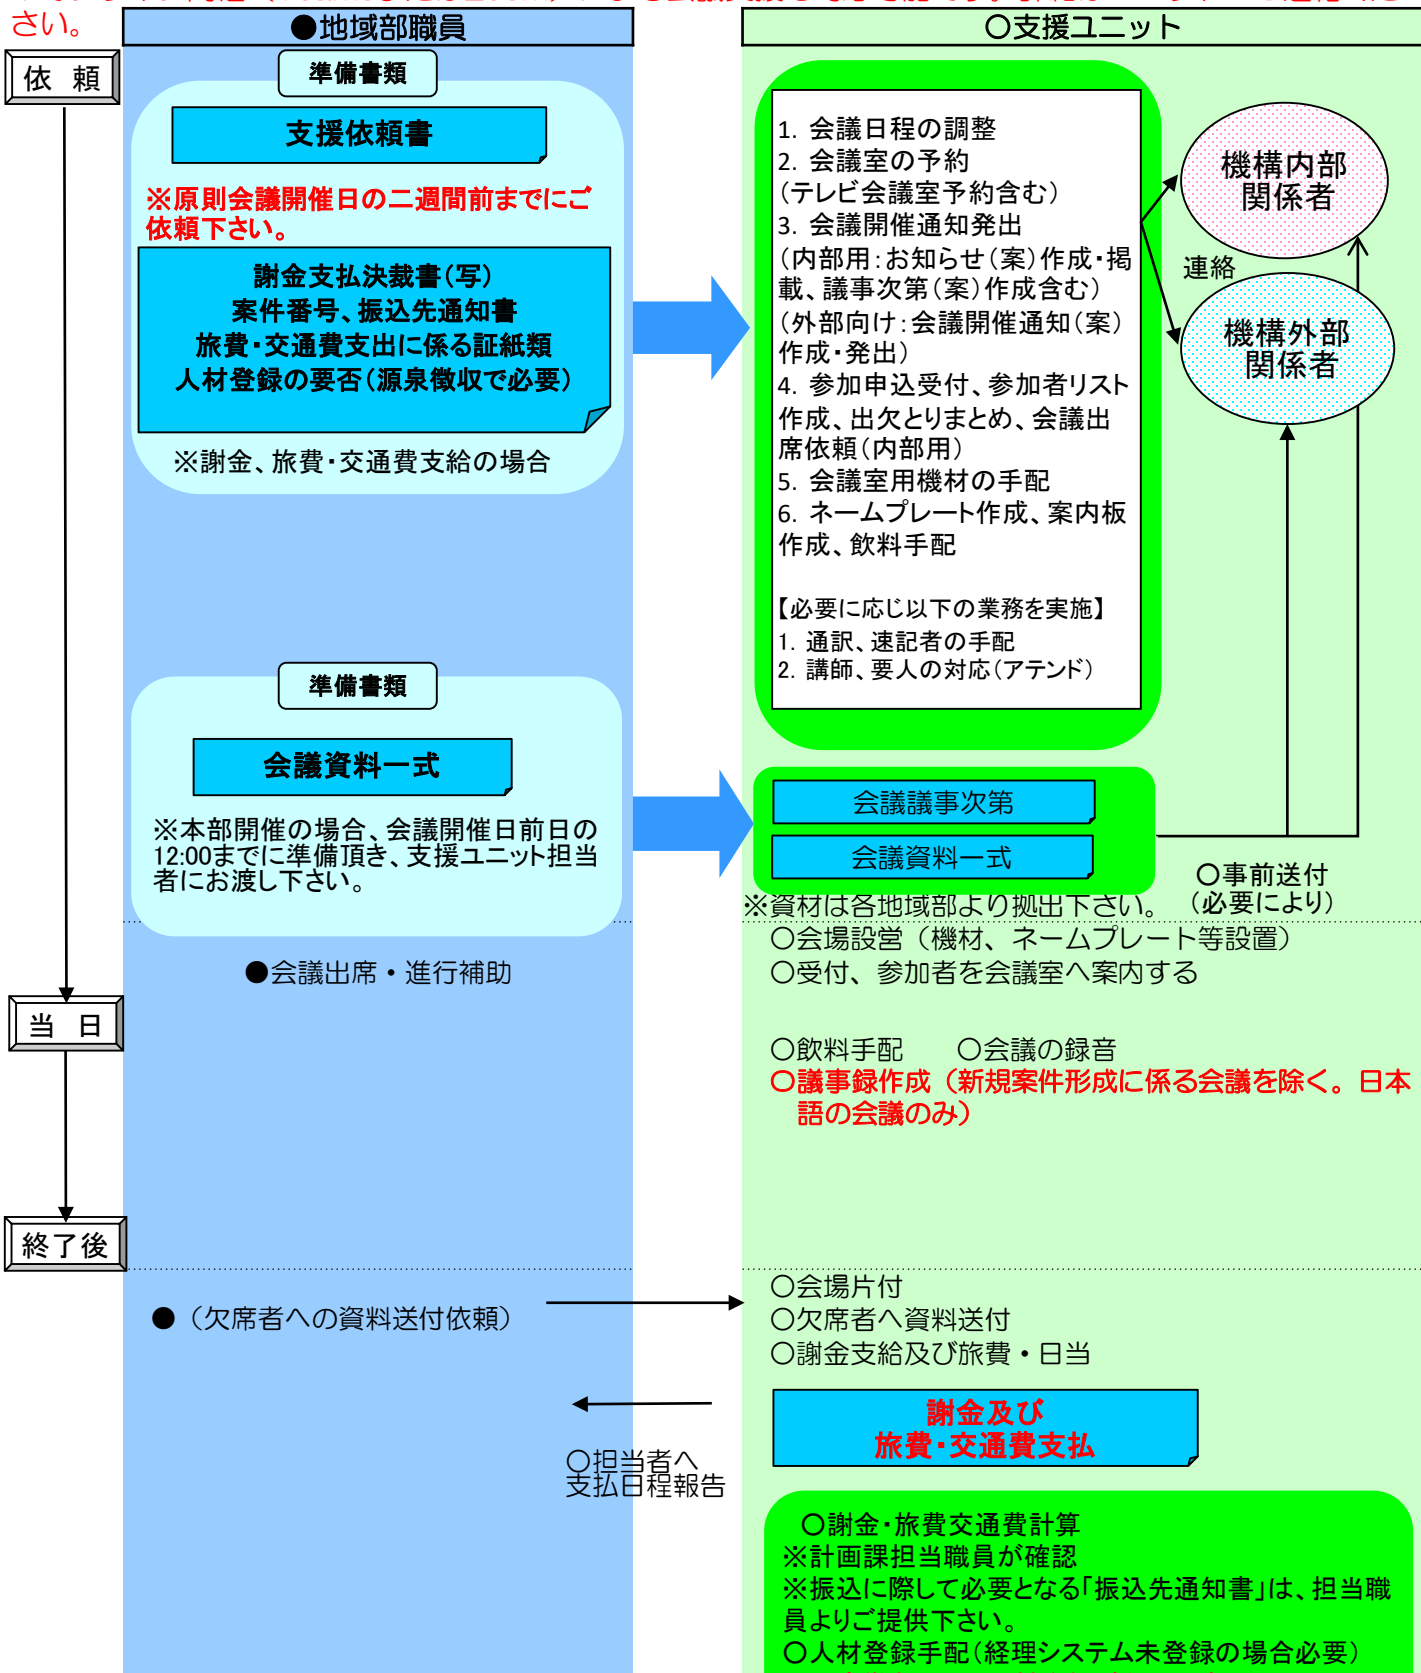 さい。
●地域部職員
〇支援ユニット
依 頼
準備書類
支援依頼書
※原則会議開催日の二週間前までにご
依頼下さい。
謝金支払決裁書(写)
案件番号、振込先通知書
旅費・交通費支出に係る証紙類
人材登録の要否(源泉徴収で必要)
※謝金、旅費・交通費支給の場合
1. 会議日程の調整
2. 会議室の予約
(テレビ会議室予約含む)
3. 会議開催通知発出
(内部用:お知らせ(案)作成・掲
載、議事次第(案)作成含む)
(外部向け:会議開催通知(案)
作成・発出)
4. 参加申込受付、参加者リスト
作成、出欠とりまとめ、会議出
席依頼(内部用)
5. 会議室用機材の手配
6. ネームプレート作成、案内板
作成、飲料手配
【必要に応じ以下の業務を実施】
1. 通訳、速記者の手配
2. 講師、要人の対応(アテンド)
機構内部
関係者
連絡
機構外部
関係者
準備書類
会議資料一式
※本部開催の場合、会議開催日前日の
12:00までに準備頂き、支援ユニット担当
者にお渡し下さい。
会議議事次第
会議資料一式
〇事前送付
(必要により)
※資材は各地域部より拠出下さい。
〇会場設営(機材、ネームプレート等設置)
●会議出席・進行補助
〇受付、参加者を会議室へ案内する
当 日
〇飲料手配　〇会議の録音
〇議事録作成(新規案件形成に係る会議を除く。日本
語の会議のみ)
終了後
●(欠席者への資料送付依頼)
〇会場片付
〇欠席者へ資料送付
〇謝金支給及び旅費・日当
謝金及び
旅費・交通費支払
〇担当者へ
支払日程報告
〇謝金・旅費交通費計算
※計画課担当職員が確認
※振込に際して必要となる「振込先通知書」は、担当職
員よりご提供下さい。
〇人材登録手配(経理システム未登録の場合必要)